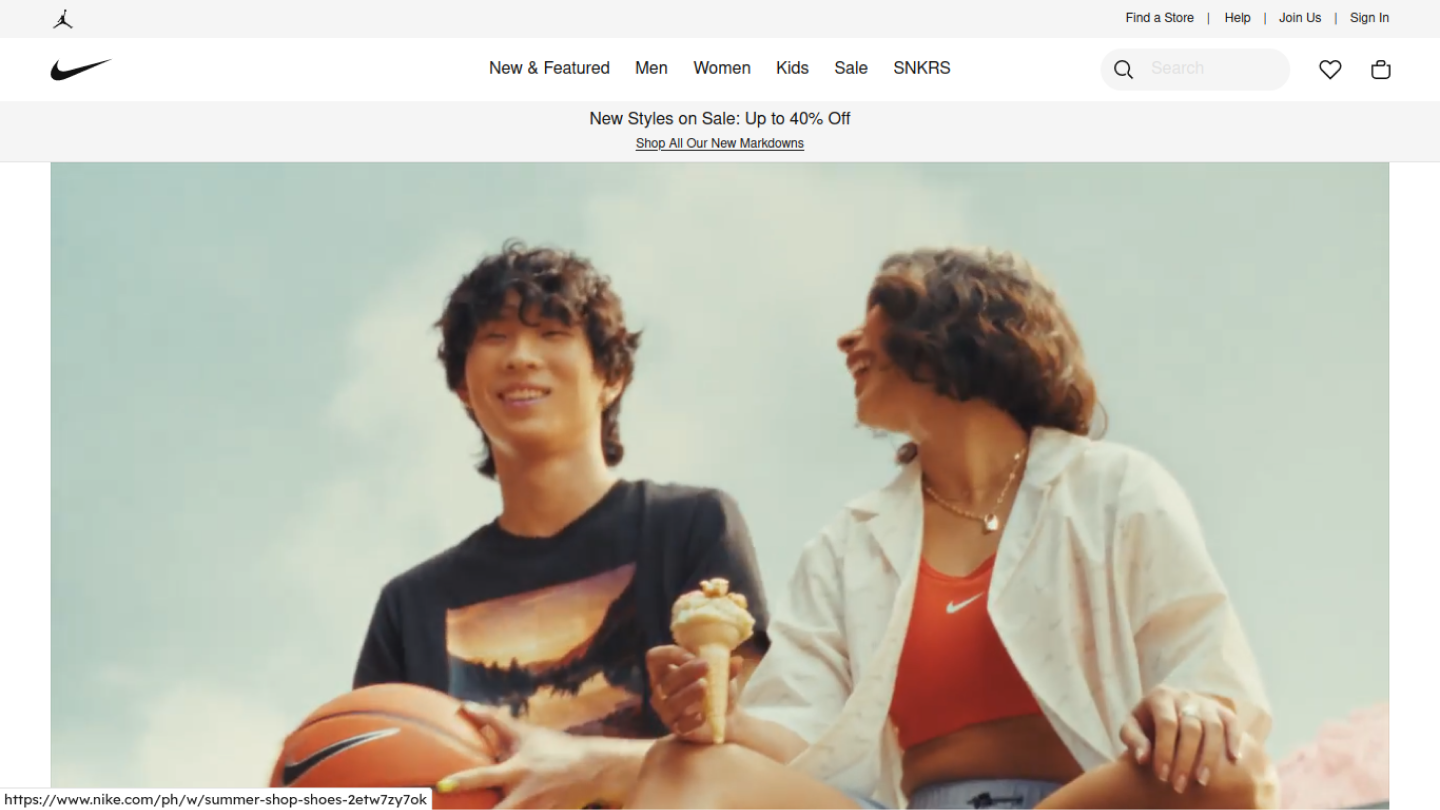 Find a Store | Help | Join Us | Sign In
New & Featured Men Women Kids Sale SNKRS Search
New Styles on Sale: Up to 40% Off
Shop All Our New Markdowns
https://www.nike.com/ph/w/summer-shop-shoes-2etw7zy7ok